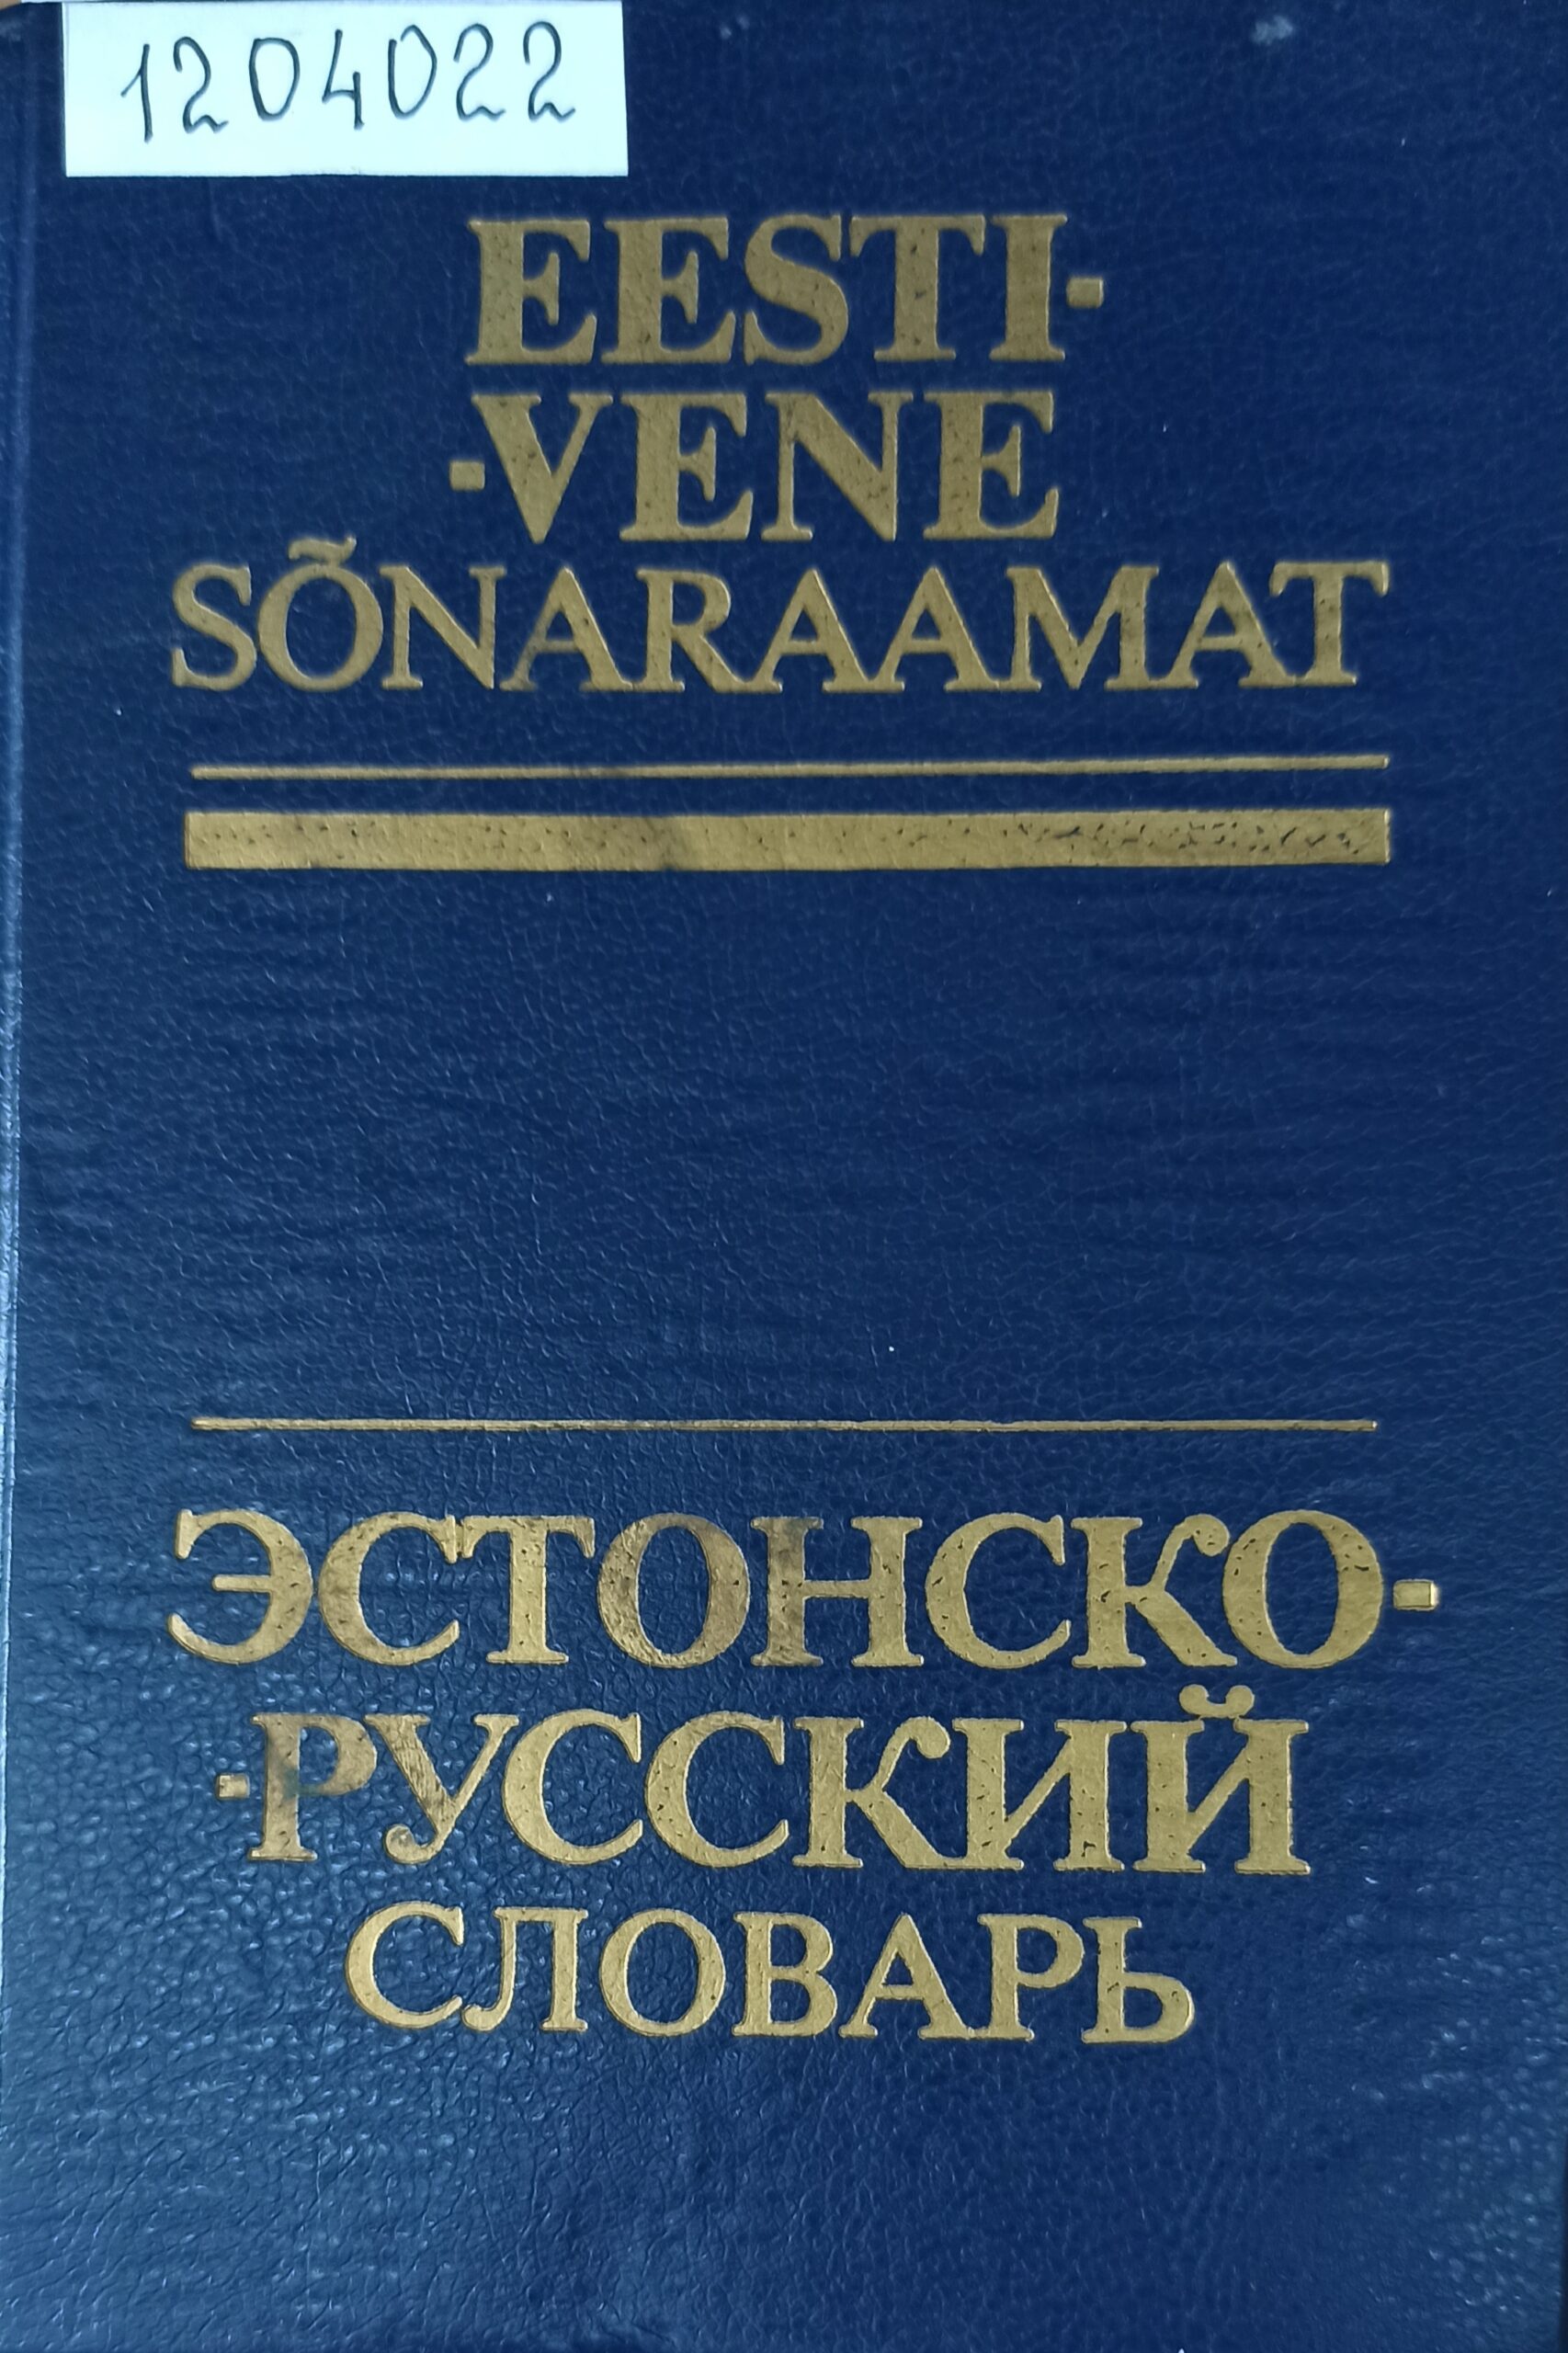 1204022
EESTI-
-VENE
SÕNARAAMAT
ЭСТОНСКО-
-РУССКИЙ
СЛОВАРЬ